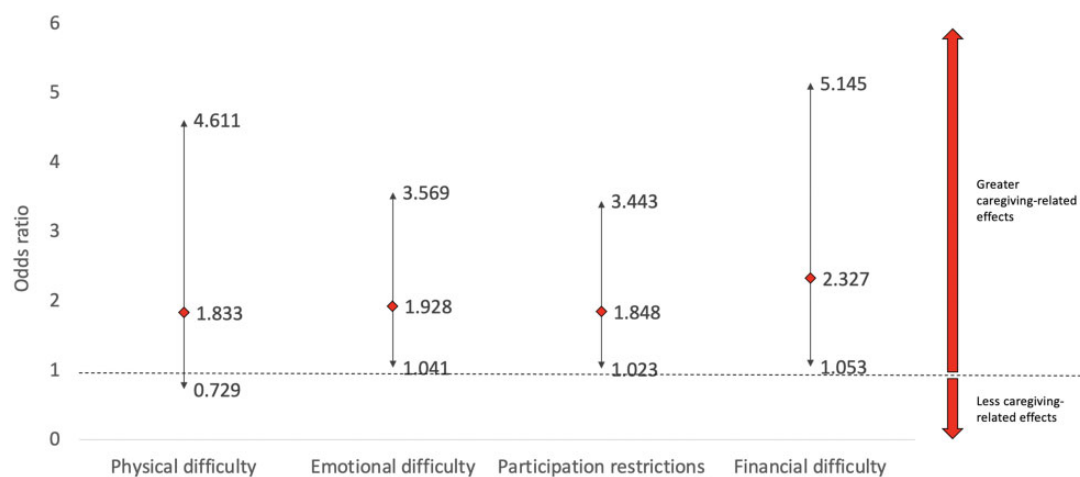 6
5
4
3
2
1
0
Odds ratio
4.611
1.833
0.729
3.569
1.928
1.041
3.443
1.848
1.023
5.145
2.327
1.053
Physical difficulty
Emotional difficulty
Participation restrictions
Financial difficulty
Greater
caregiving-related
effects
Less caregiving-
related effects